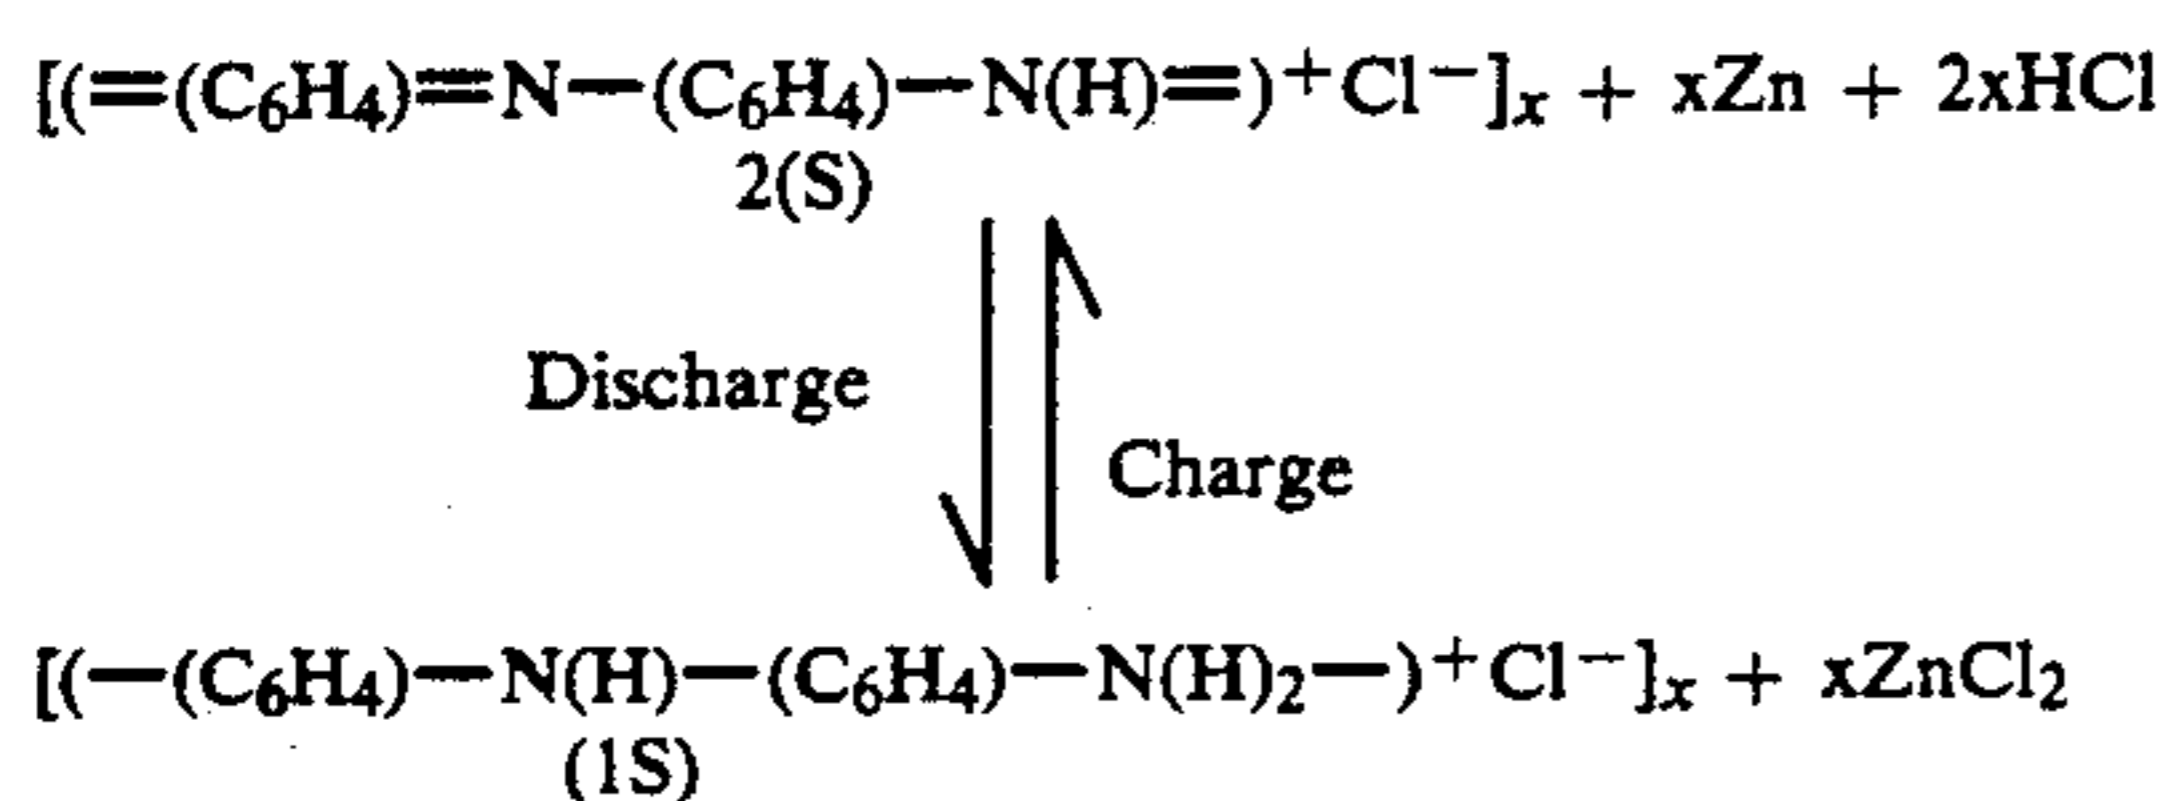 [(=(C₆H₄)=N—(C₆H₄)—N(H)=)⁺Cl⁻]ₓ + xZn + 2xHCl
2(S)
Discharge
Charge
[(—(C₆H₄)—N(H)—(C₆H₄)—N(H)₂—)⁺Cl⁻]ₓ + xZnCl₂
(1S)